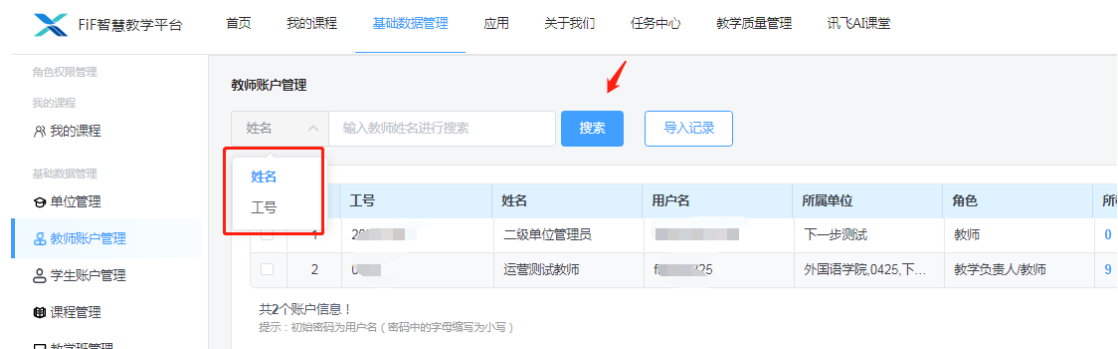 FiF智慧教学平台 首页 我的课程 基础数据管理 应用 关于我们 任务中心 教学质量管理 讯飞AI课堂
角色权限管理
教师账户管理
我的课程
我的课程
姓名 输入教师姓名进行搜索 搜索 导入记录
基础数据管理
姓名
单位管理
工号
工号 姓名 用户名 所属单位 角色
教师账户管理
1 二级单位管理员 下一步测试 教师 0
学生账户管理
2 运营测试教师 外国语学院,0425,下... 教学负责人/教师 9
课程管理
共2个账户信息！
提示：初始密码为用户名（密码中的字母缩写为小写）
教学班管理